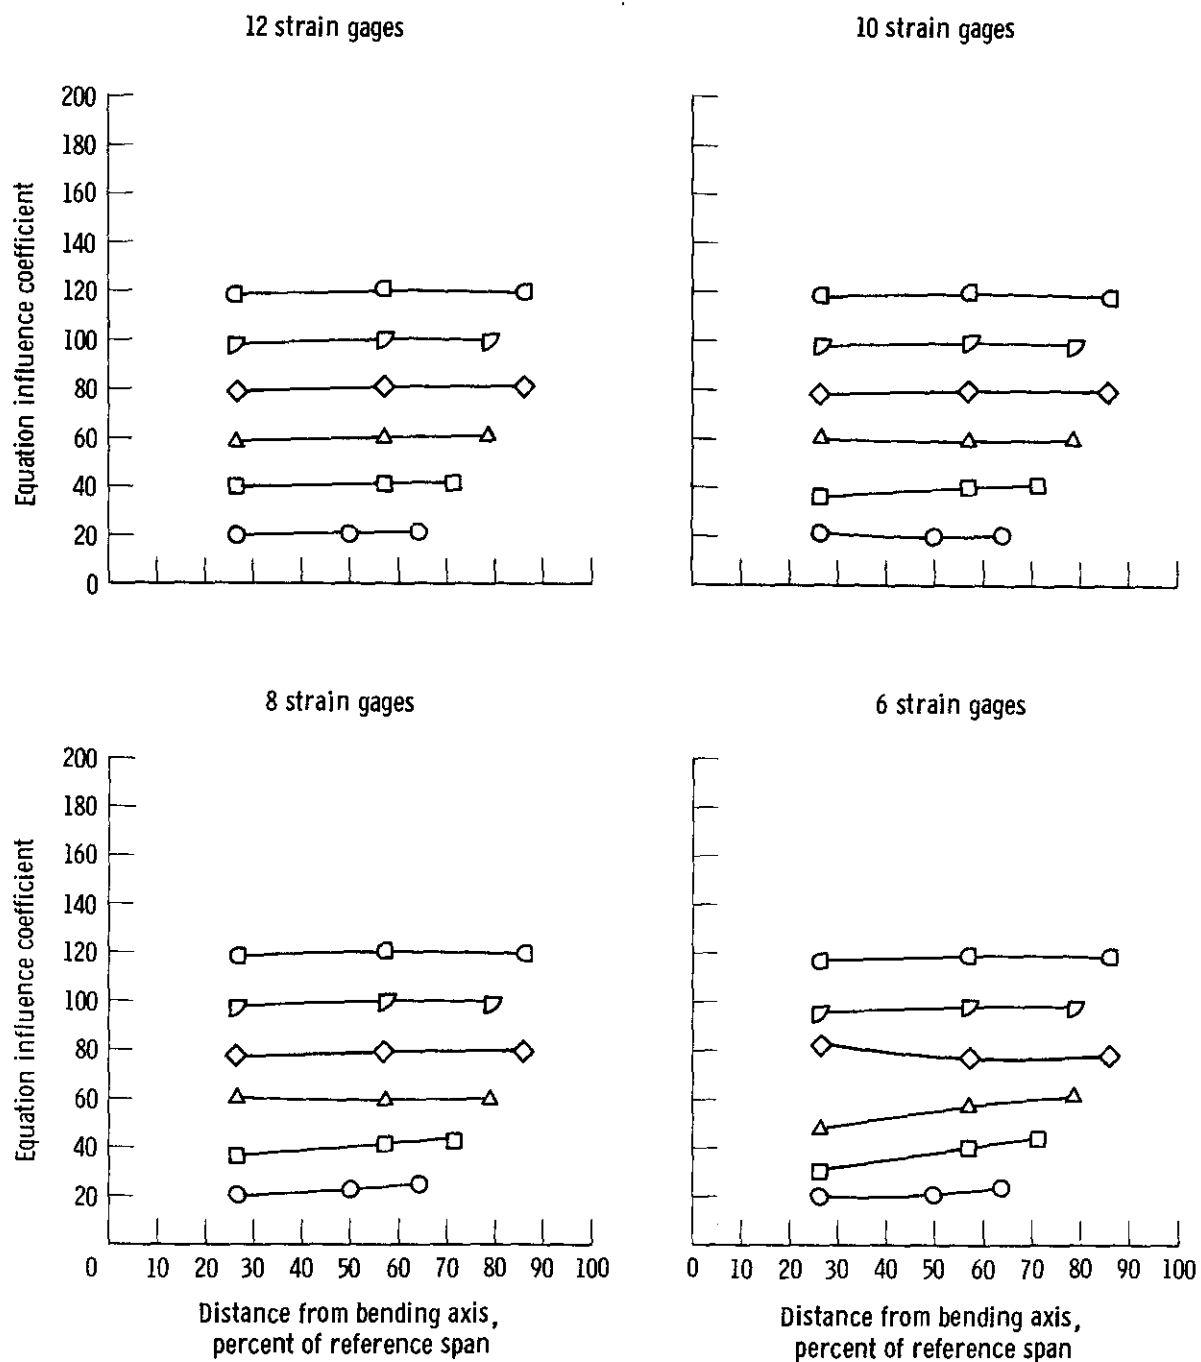 12 strain gages
10 strain gages
Equation influence coefficient
200
180
160
140
120
100
80
60
40
20
0
8 strain gages
6 strain gages
Equation influence coefficient
200
180
160
140
120
100
80
60
40
20
0 10 20 30 40 50 60 70 80 90 100
0 10 20 30 40 50 60 70 80 90 100
Distance from bending axis,
percent of reference span
Distance from bending axis,
percent of reference span